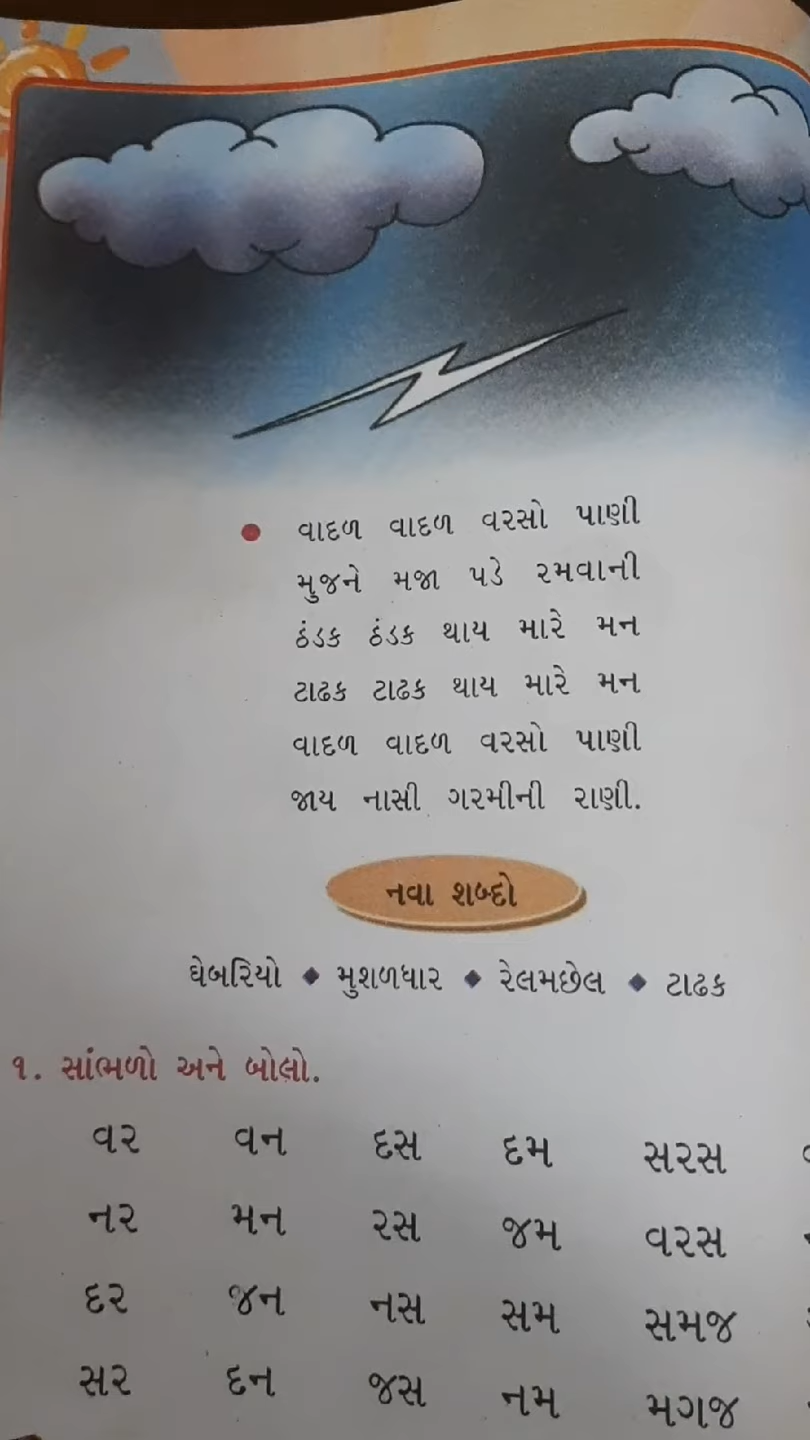 ● વાદળ વાદળ વરસો પાણી
મુજને મજા પડે રમવાની
ઠંડક ઠંડક થાય મારે મન
ટાઢક ટાઢક થાય મારે મન
વાદળ વાદળ વરસો પાણી
જાય નાસી ગરમીની રાણી.
નવા શબ્દો
ઘેબરિયો ◆ મુશળધાર ◆ રેલમછેલ ◆ ટાઢક
૧. સાંભળો અને બોલો.
વર વન દસ દમ સરસ
નર મન રસ જમ વરસ
દર જન નસ સમ સમજ
સર દન જસ નમ મગજ